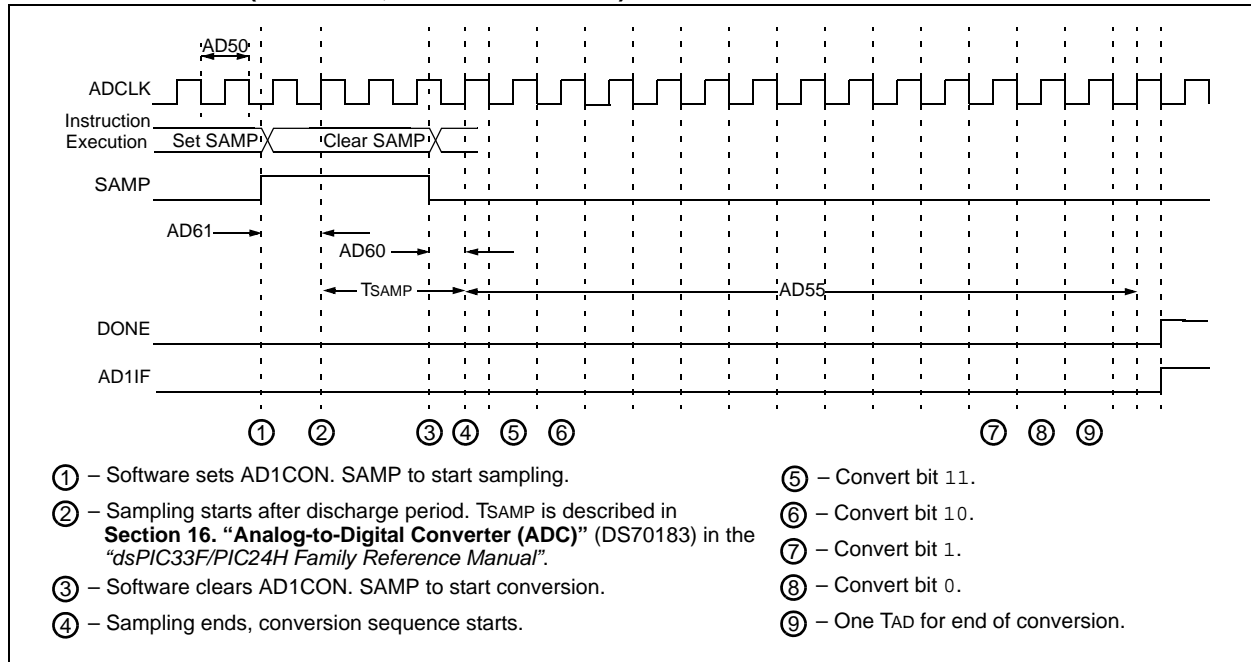 AD50
ADCLK
Instruction
Execution
Set SAMP
Clear SAMP
SAMP
AD61
AD60
TSAMP
AD55
DONE
AD1IF
1 2 3 4 5 6 7 8 9
1 – Software sets AD1CON. SAMP to start sampling.
2 – Sampling starts after discharge period. TSAMP is described in
Section 16. “Analog-to-Digital Converter (ADC)” (DS70183) in the
“dsPIC33F/PIC24H Family Reference Manual”.
3 – Software clears AD1CON. SAMP to start conversion.
4 – Sampling ends, conversion sequence starts.
5 – Convert bit 11.
6 – Convert bit 10.
7 – Convert bit 1.
8 – Convert bit 0.
9 – One TAD for end of conversion.